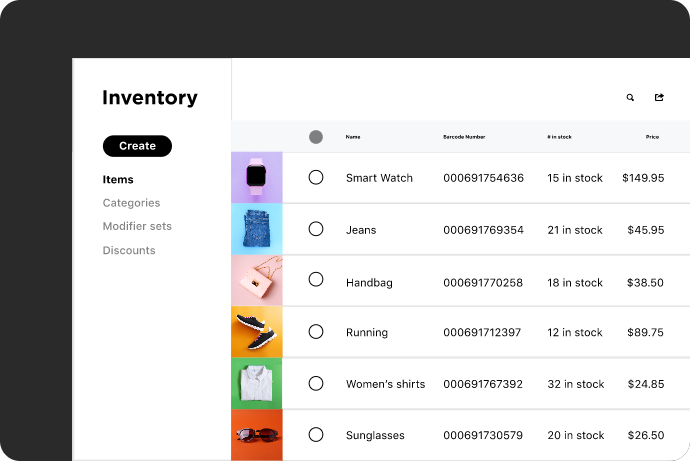 Inventory
Create
Items
Categories
Modifier sets
Discounts
Name Barcode Number # in stock Price
Smart Watch 000691754636 15 in stock $149.95
Jeans 000691769354 21 in stock $45.95
Handbag 000691770258 18 in stock $38.50
Running 000691712397 12 in stock $89.75
Women's shirts 000691767392 32 in stock $24.85
Sunglasses 000691730579 20 in stock $26.50